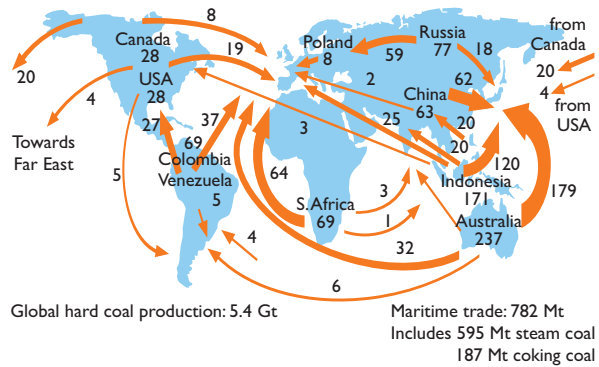 8
Canada
28
20
USA
28
19
4
Towards
Far East
27
37
69
Colombia
Venezuela
5
5
4
Poland
8
59
Russia
77
18
from
Canada
20
4
from
USA
2
62
China
63
25
20
20
3
64
3
1
S.Africa
69
Indonesia
171
120
179
Australia
237
32
6
Global hard coal production: 5.4 Gt
Maritime trade: 782 Mt
Includes 595 Mt steam coal
187 Mt coking coal